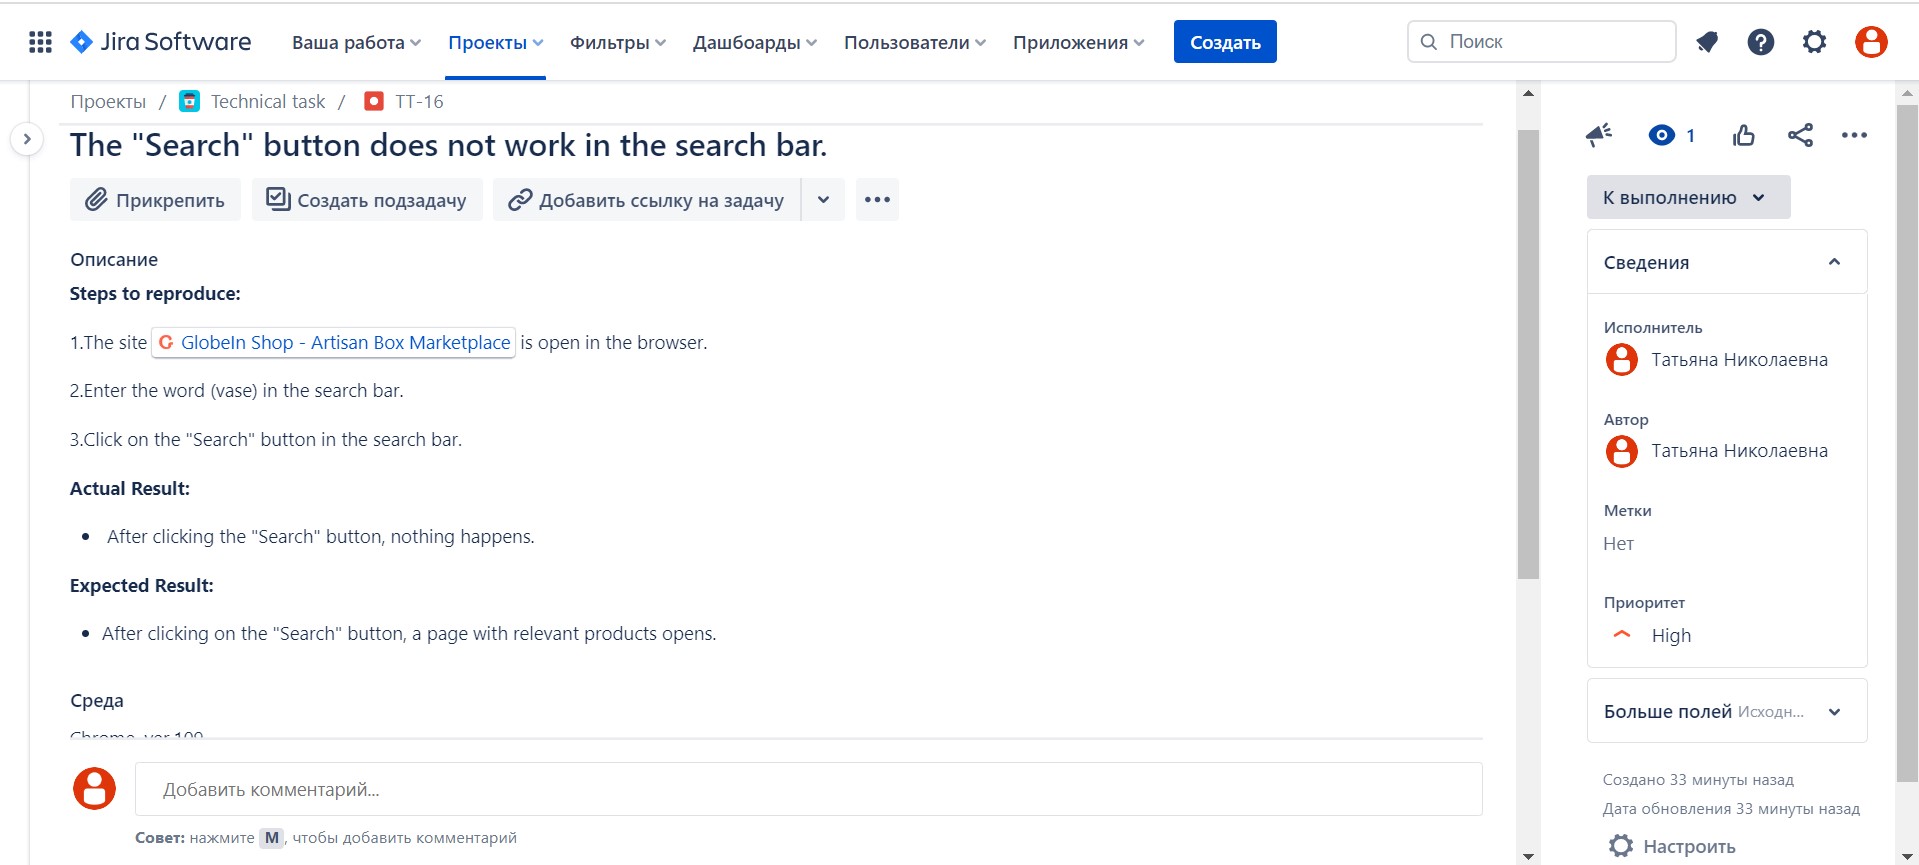 Jira Software Ваша работа Проекты Фильтры Дашборды Пользователи Приложения Создать Поиск
Проекты / Technical task / TT-16
The "Search" button does not work in the search bar.
Прикрепить Создать подзадачу Добавить ссылку на задачу
Описание
Steps to reproduce:
1.The site GlobeIn Shop - Artisan Box Marketplace is open in the browser.
2.Enter the word (vase) in the search bar.
3.Click on the "Search" button in the search bar.
Actual Result:
• After clicking the "Search" button, nothing happens.
Expected Result:
• After clicking on the "Search" button, a page with relevant products opens.
Среда
Chrome, ver.100
Добавить комментарий...
Совет: нажмите M, чтобы добавить комментарий
1
К выполнению
Сведения
Исполнитель
Татьяна Николаевна
Автор
Татьяна Николаевна
Метки
Нет
Приоритет
High
Больше полей Исходн...
Создано 33 минуты назад
Дата обновления 33 минуты назад
Настроить